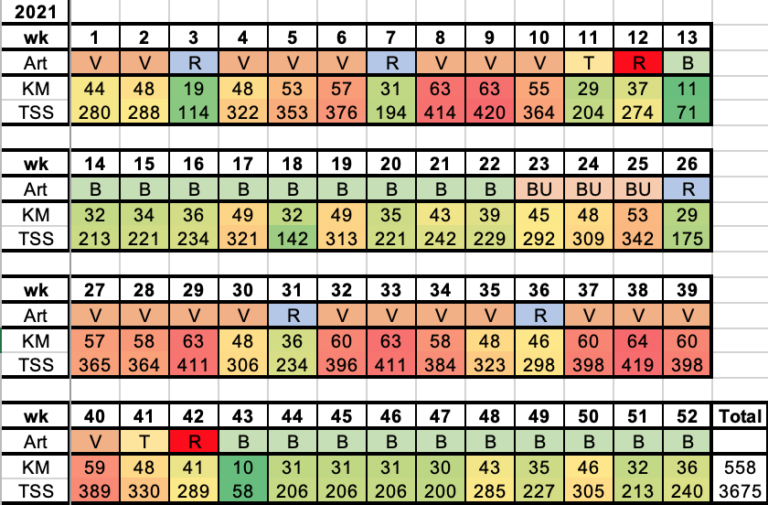 2021
wk 1 2 3 4 5 6 7 8 9 10 11 12 13
Art V V R V V V R V V V T R B
KM 44 48 19 48 53 57 31 63 63 55 29 37 11
TSS 280 288 114 322 353 376 194 414 420 364 204 274 71
wk 14 15 16 17 18 19 20 21 22 23 24 25 26
Art B B B B B B B B B BU BU BU R
KM 32 34 36 49 32 49 35 43 39 45 48 53 29
TSS 213 221 234 321 142 313 221 242 229 292 309 342 175
wk 27 28 29 30 31 32 33 34 35 36 37 38 39
Art V V V V R V V V V R V V V
KM 57 58 63 48 36 60 63 58 48 46 60 64 60
TSS 365 364 411 306 234 396 411 384 323 298 398 419 398
wk 40 41 42 43 44 45 46 47 48 49 50 51 52 Total
Art V T R B B B B B B B B B B
KM 59 48 41 10 31 31 31 30 43 35 46 32 36 558
TSS 389 330 289 58 206 206 206 200 285 227 305 213 240 3675